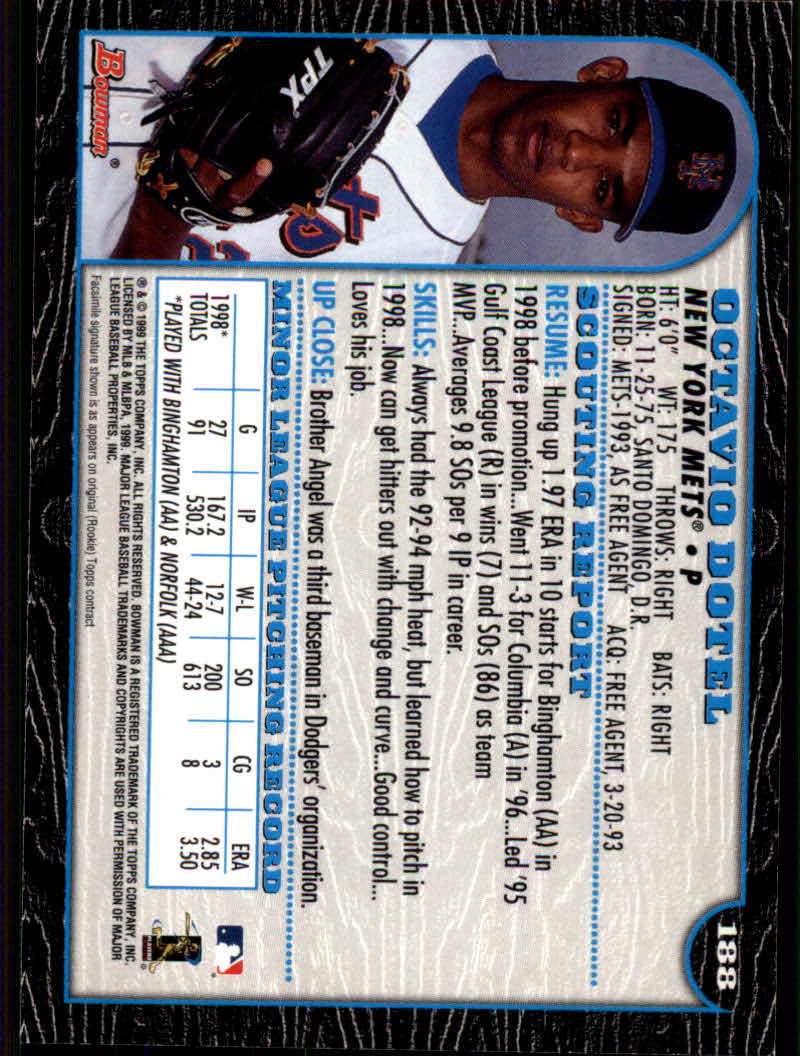 188
OCTAVIO DOTEL
NEW YORK METS® • P
HT: 6'0" WT: 175 THROWS: RIGHT BATS: RIGHT
BORN: 11-25-75, SANTO DOMINGO, D.R.
SIGNED: METS-1993, AS FREE AGENT ACQ: FREE AGENT, 3-20-93
SCOUTING REPORT
RESUME: Hung up 1.97 ERA in 10 starts for Binghamton (AA) in
1998 before promotion...Went 11-3 for Columbia (A) in '96...Led '95
Gulf Coast League (R) in wins (7) and SOs (86) as team
MVP...Averages 9.8 SOs per 9 IP in career.
SKILLS: Always had the 92-94 mph heat, but learned how to pitch in
1998...Now can get hitters out with change and curve...Good control...
Loves his job.
UP CLOSE: Brother Angel was a third baseman in Dodgers' organization.
MINOR LEAGUE PITCHING RECORD
G IP W-L SO CG ERA
1998* 27 167.2 12-7 200 3 2.85
TOTALS 91 530.2 44-24 613 8 3.50
*PLAYED WITH BINGHAMTON (AA) & NORFOLK (AAA)
® & © 1999 THE TOPPS COMPANY, INC. ALL RIGHTS RESERVED. BOWMAN IS A REGISTERED TRADEMARK OF THE TOPPS COMPANY, INC.
LICENSED BY MLB & MLBPA, 1999. MAJOR LEAGUE BASEBALL TRADEMARKS AND COPYRIGHTS ARE USED WITH PERMISSION OF MAJOR
LEAGUE BASEBALL PROPERTIES, INC.
Facsimile signature shown is as appears on original (Rookie) Topps contract
NY
TPX
Bowman®